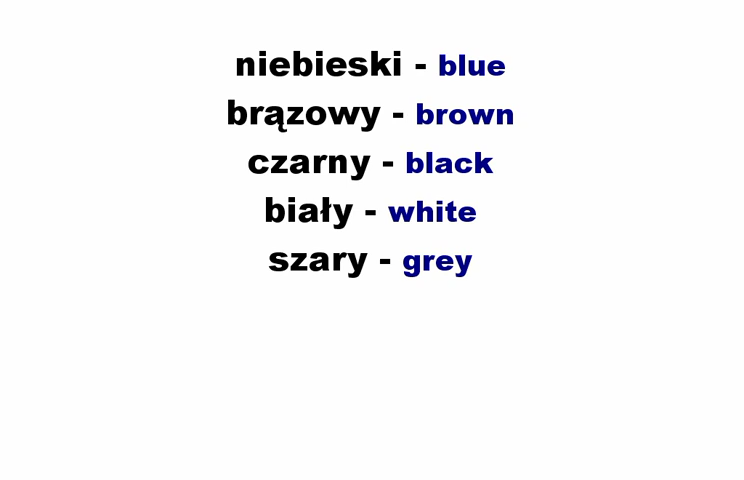 niebieski - blue
brązowy - brown
czarny - black
biały - white
szary - grey